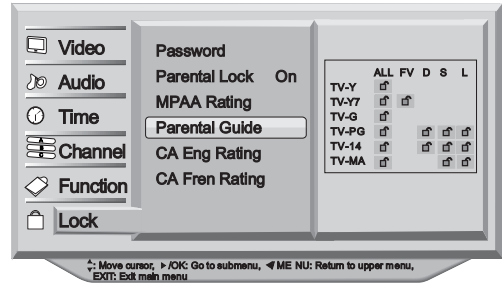 Video
Audio
Time
Channel
Function
Lock
Password
Parental Lock On
MPAA Rating
Parental Guide
CA Eng Rating
CA Fren Rating
ALL FV D S L
TV-Y
TV-Y7
TV-G
TV-PG
TV-14
TV-MA
: Move cursor, ▶/OK: Go to submenu, ◀ ME NU: Return to upper menu,
EXIT: Exit main menu